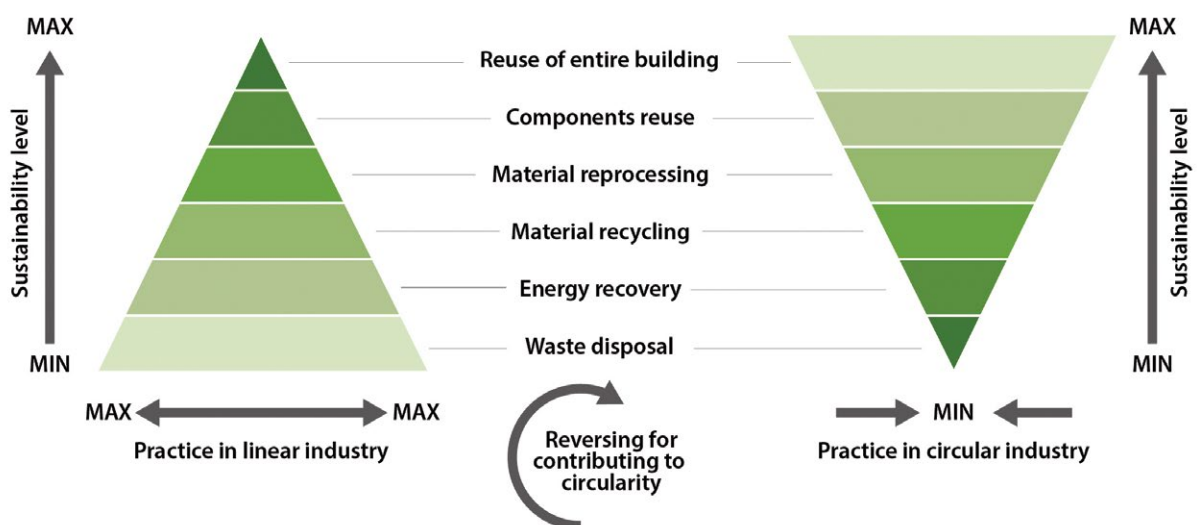 MAX
MAX
Reuse of entire building
Components reuse
Sustainability level
Material reprocessing
Sustainability level
Material recycling
Energy recovery
Waste disposal
MIN
MIN
MAX
MAX
MIN
Practice in linear industry
Practice in circular industry
Reversing for
contributing to
circularity